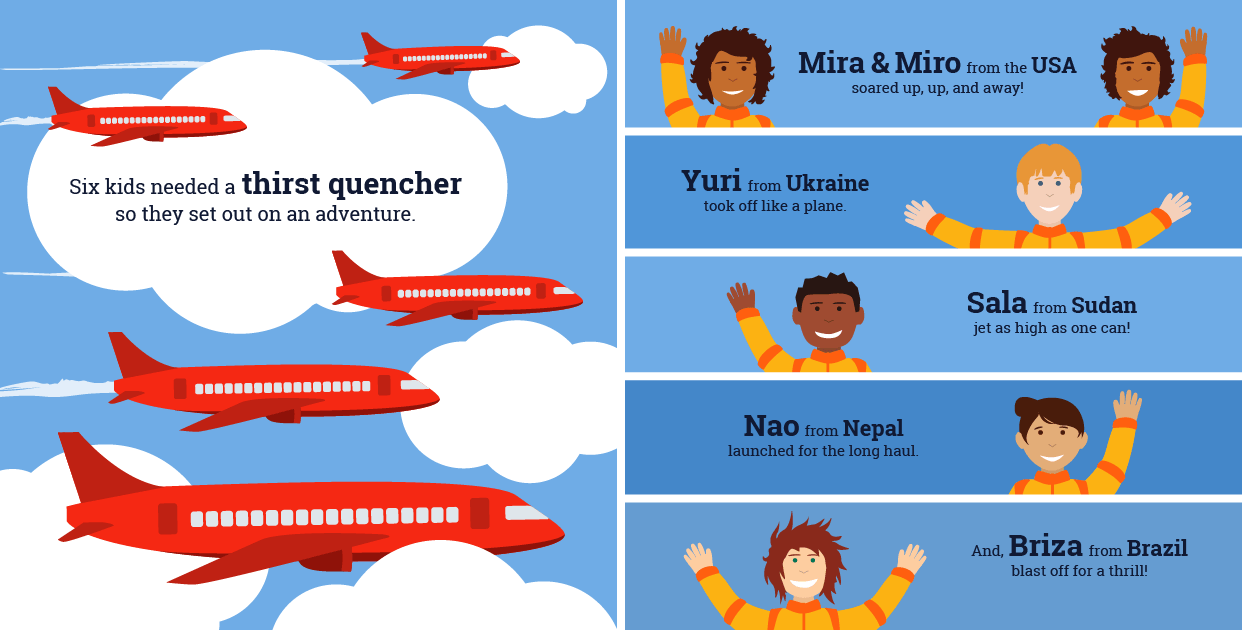 Six kids needed a thirst quencher
so they set out on an adventure.
Mira & Miro from the USA
soared up, up, and away!
Yuri from Ukraine
took off like a plane.
Sala from Sudan
jet as high as one can!
Nao from Nepal
launched for the long haul.
And, Briza from Brazil
blast off for a thrill!